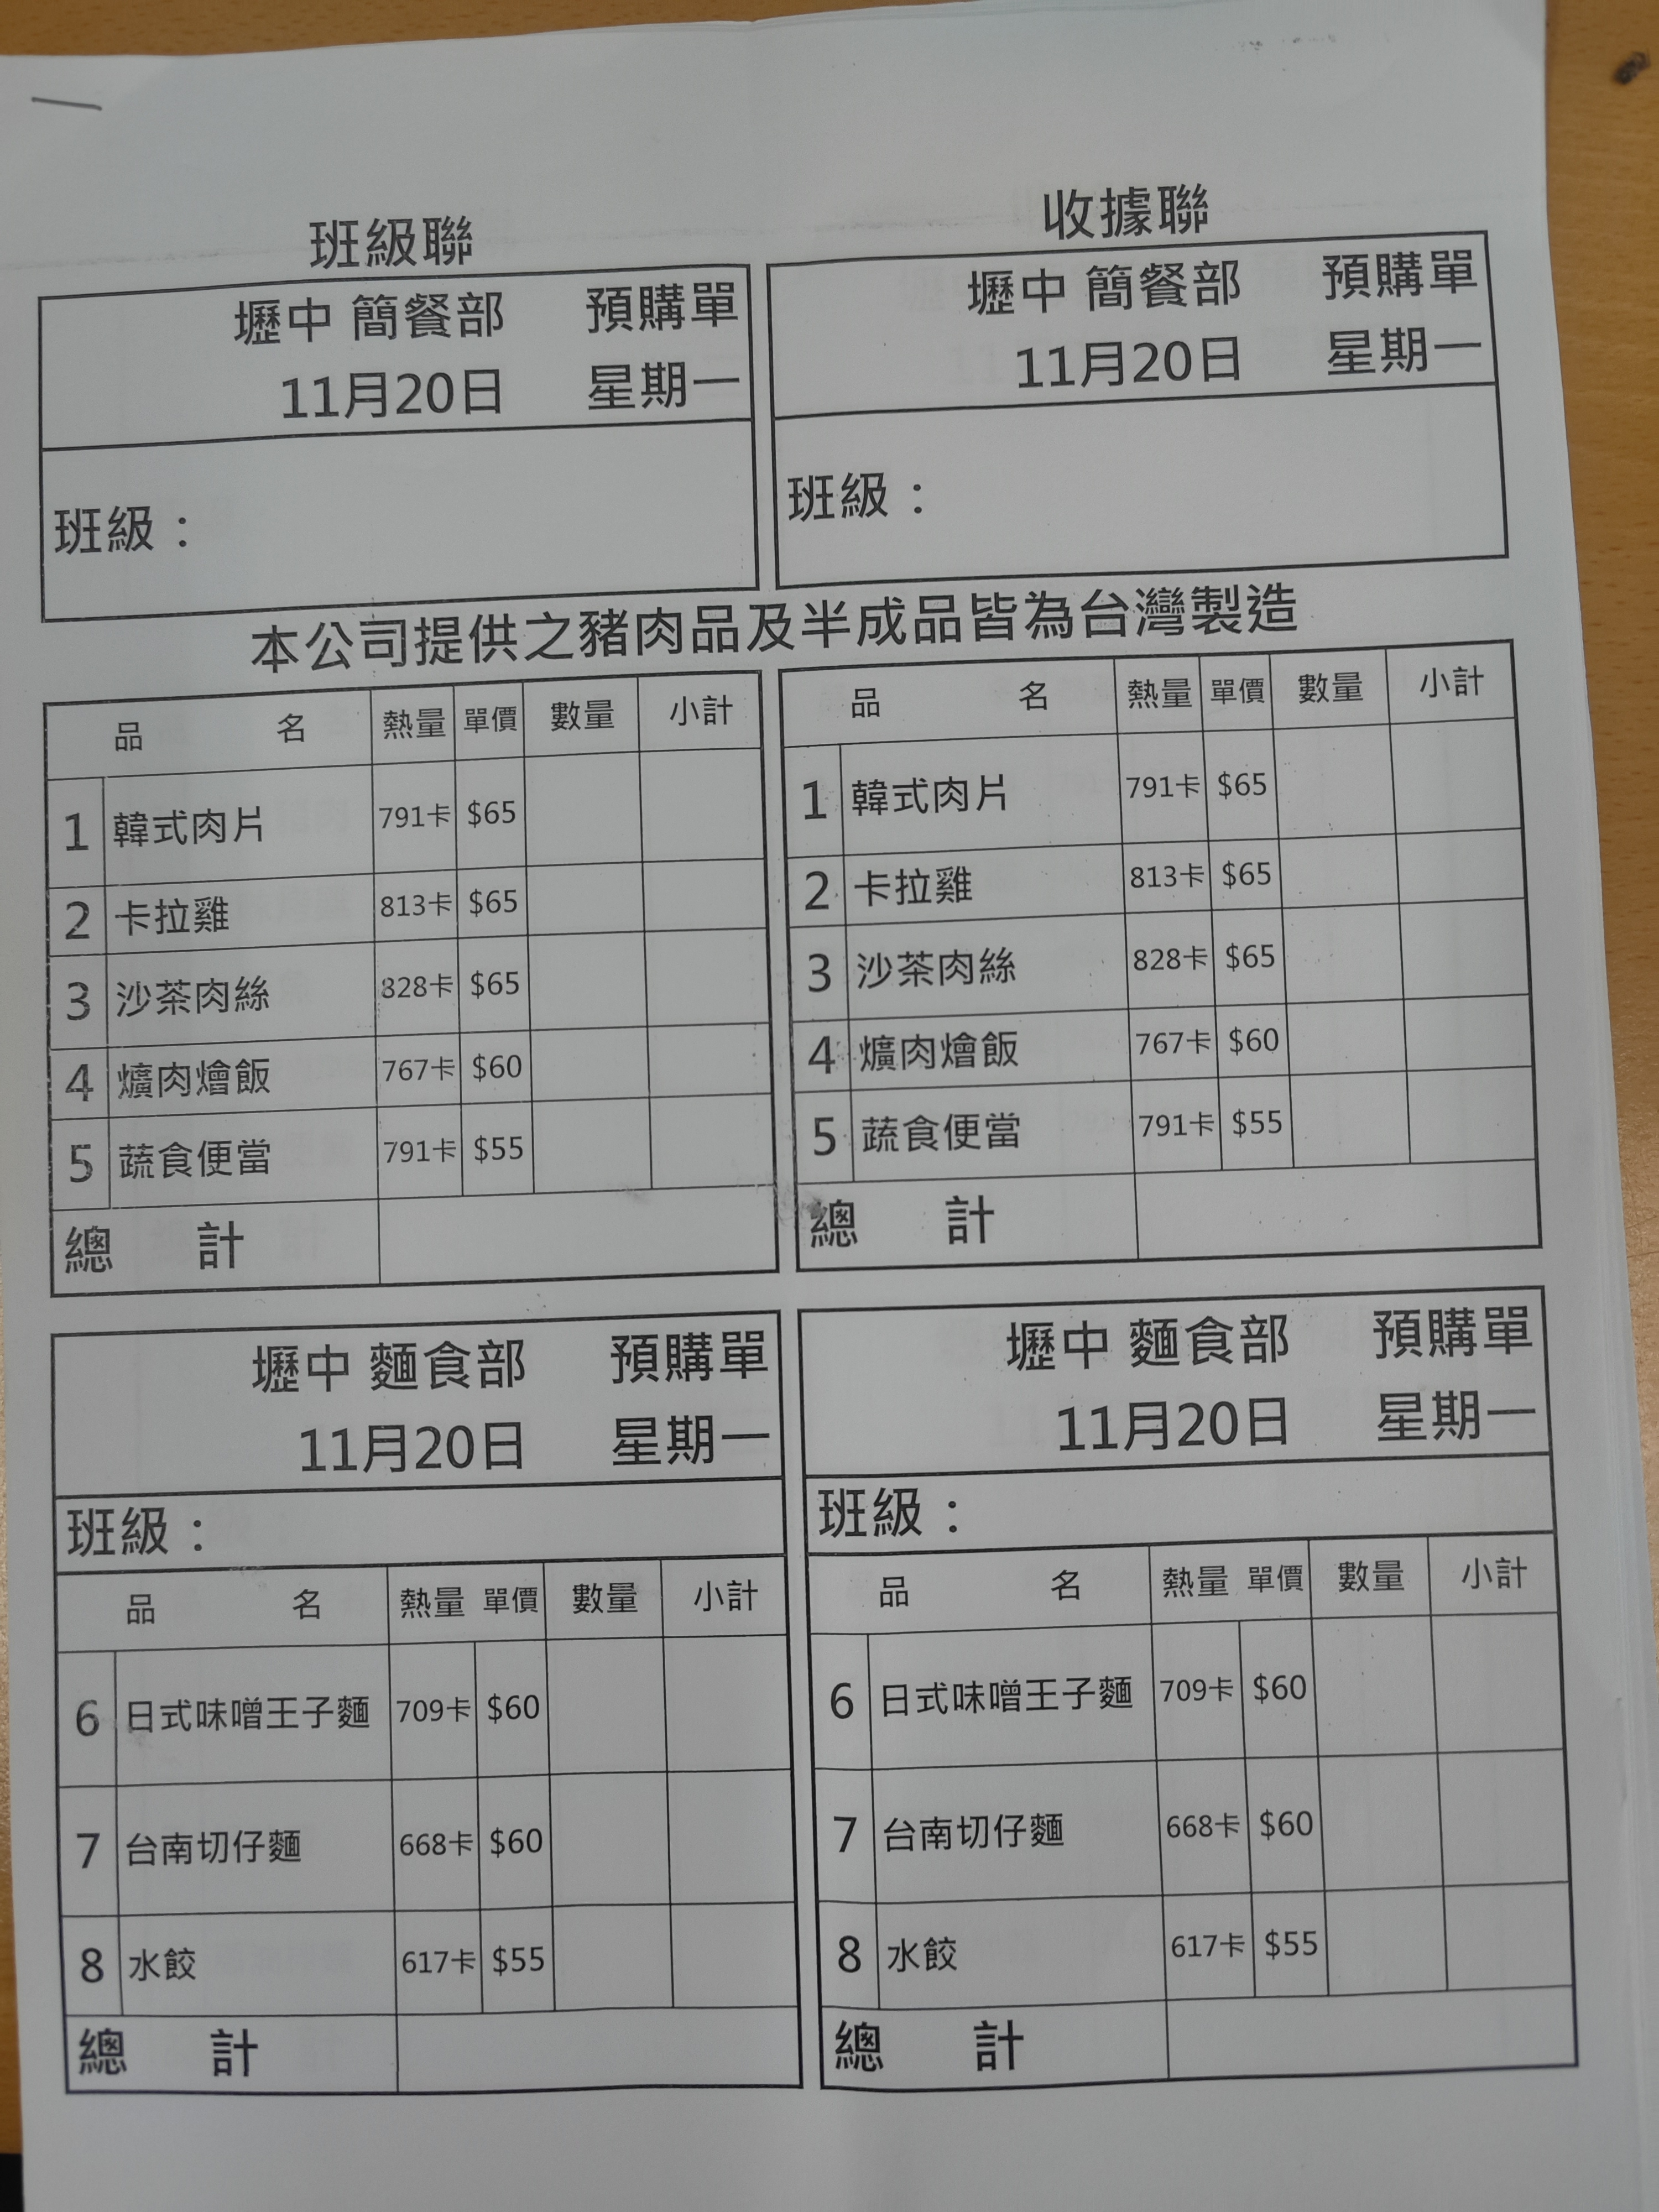 班級聯
壢中 簡餐部 預購單
11月20日 星期一
班級：
收據聯
壢中 簡餐部 預購單
11月20日 星期一
班級：
本公司提供之豬肉品及半成品皆為台灣製造
品 名 熱量 單價 數量 小計
1 韓式肉片 791卡 $65
2 卡拉雞 813卡 $65
3 沙茶肉絲 828卡 $65
4 爌肉燴飯 767卡 $60
5 蔬食便當 791卡 $55
總 計
品 名 熱量 單價 數量 小計
1 韓式肉片 791卡 $65
2 卡拉雞 813卡 $65
3 沙茶肉絲 828卡 $65
4 爌肉燴飯 767卡 $60
5 蔬食便當 791卡 $55
總 計
壢中 麵食部 預購單
11月20日 星期一
班級：
品 名 熱量 單價 數量 小計
6 日式味噌王子麵 709卡 $60
7 台南切仔麵 668卡 $60
8 水餃 617卡 $55
總 計
壢中 麵食部 預購單
11月20日 星期一
班級：
品 名 熱量 單價 數量 小計
6 日式味噌王子麵 709卡 $60
7 台南切仔麵 668卡 $60
8 水餃 617卡 $55
總 計